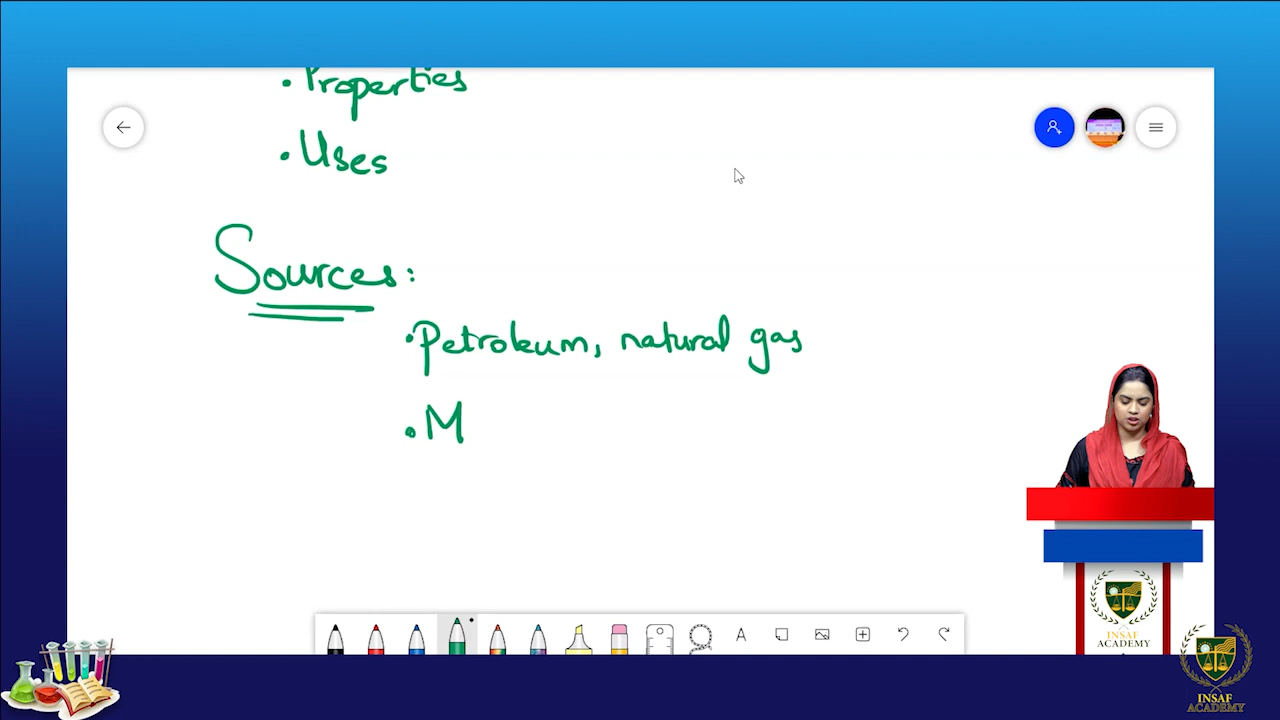 • Properties
• Uses
Sources:
• Petroleum, natural gas
• M
A
INSAF
ACADEMY
INSAF
ACADEMY